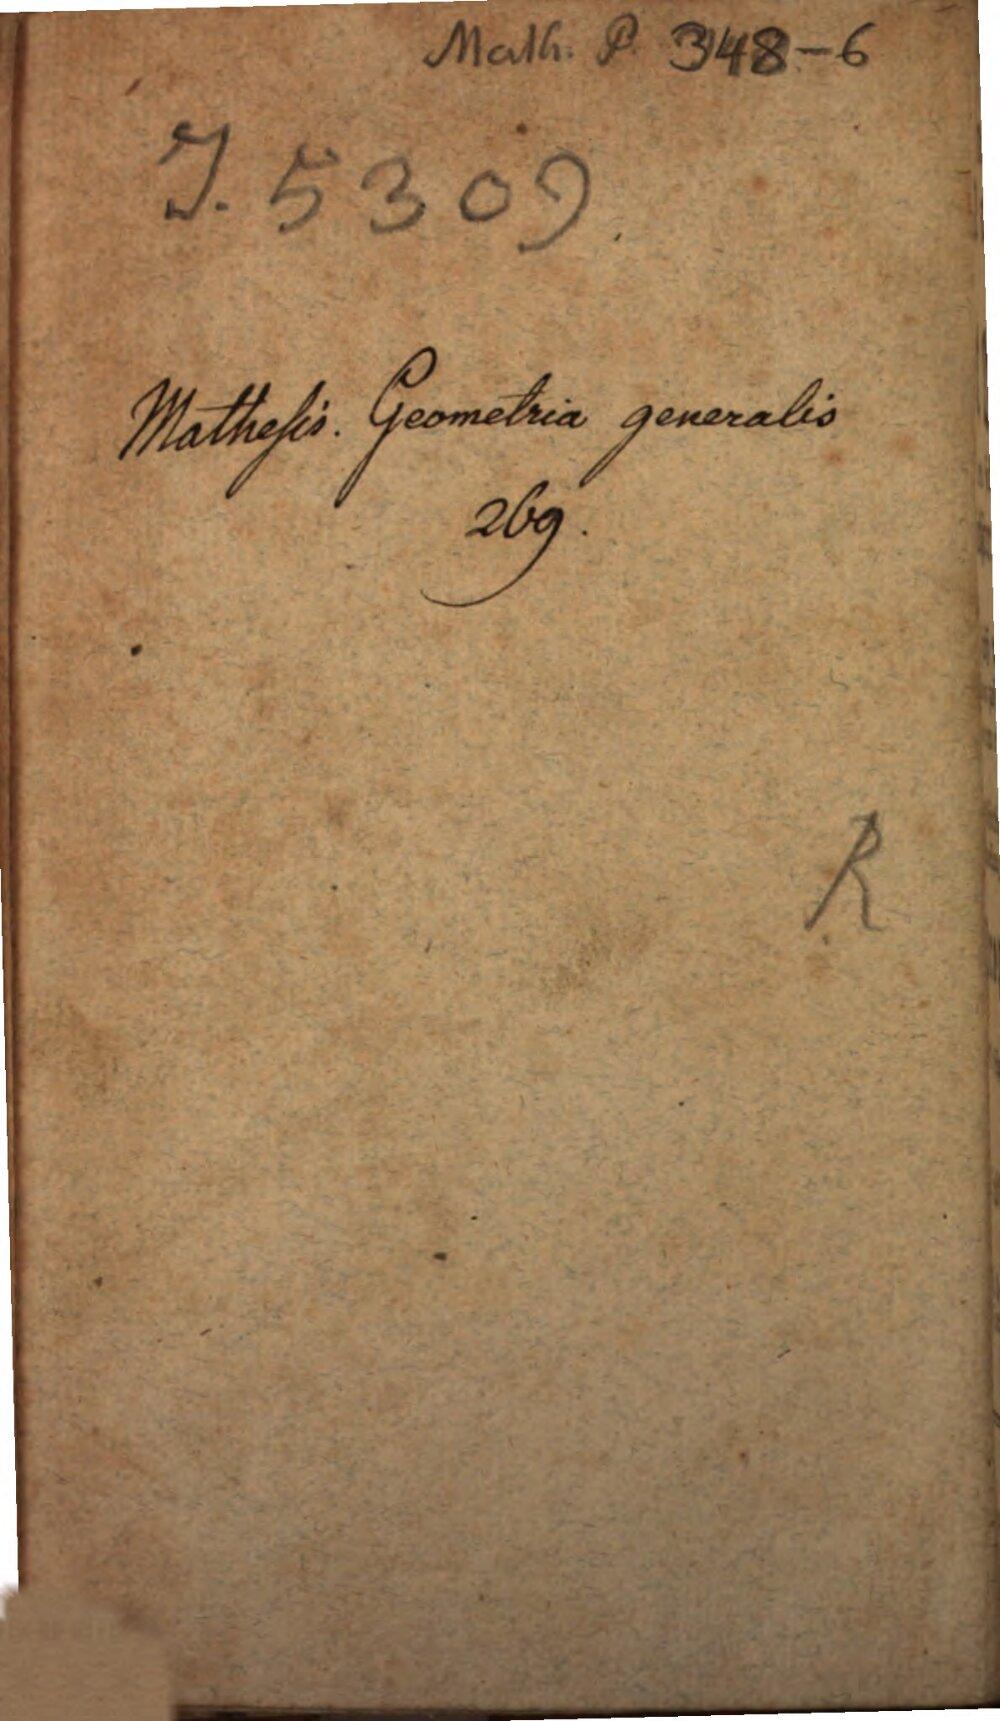 Math. P. 348-6
J. 5309.
Mathesis. Geometria generalis
269.
R